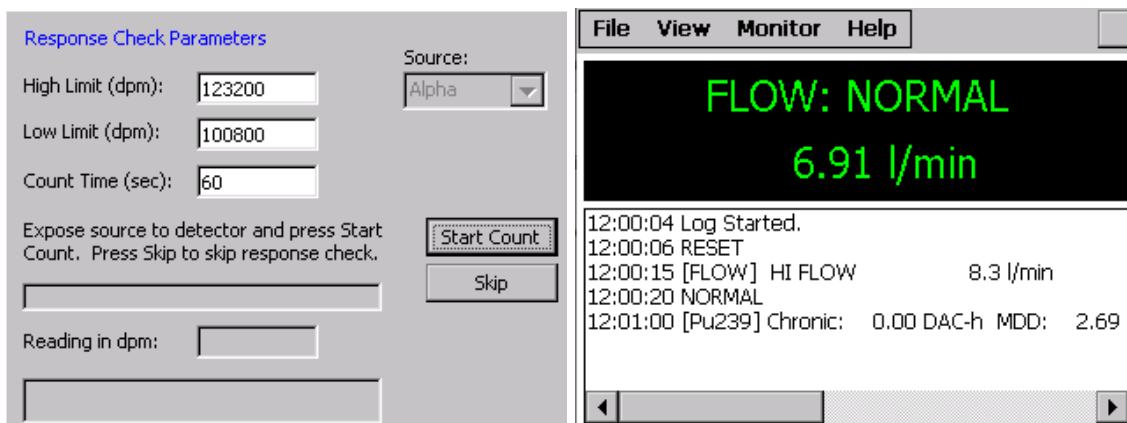 Response Check Parameters
Source:
High Limit (dpm): 123200
Alpha
Low Limit (dpm): 100800
Count Time (sec): 60
Expose source to detector and press Start
Count. Press Skip to skip response check.
Start Count
Skip
Reading in dpm:
File View Monitor Help
FLOW: NORMAL
6.91 l/min
12:00:04 Log Started.
12:00:06 RESET
12:00:15 [FLOW] HI FLOW 8.3 l/min
12:00:20 NORMAL
12:01:00 [Pu239] Chronic: 0.00 DAC-h MDD: 2.69